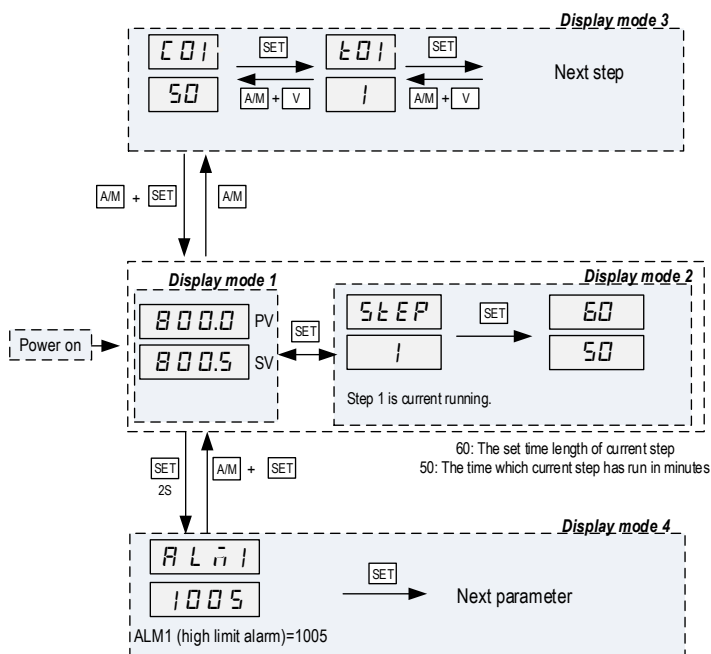 Display mode 3
C01 SET t01 SET
50 A/M + V 1 A/M + V
Next step
A/M + SET A/M
Display mode 1
Display mode 2
Power on
800.0 PV
800.5 SV
SET
StEP SET 60
1 50
Step 1 is current running.
60: The set time length of current step
50: The time which current step has run in minutes
SET
2S
A/M + SET
Display mode 4
ALM1
1005
SET
Next parameter
ALM1 (high limit alarm)=1005